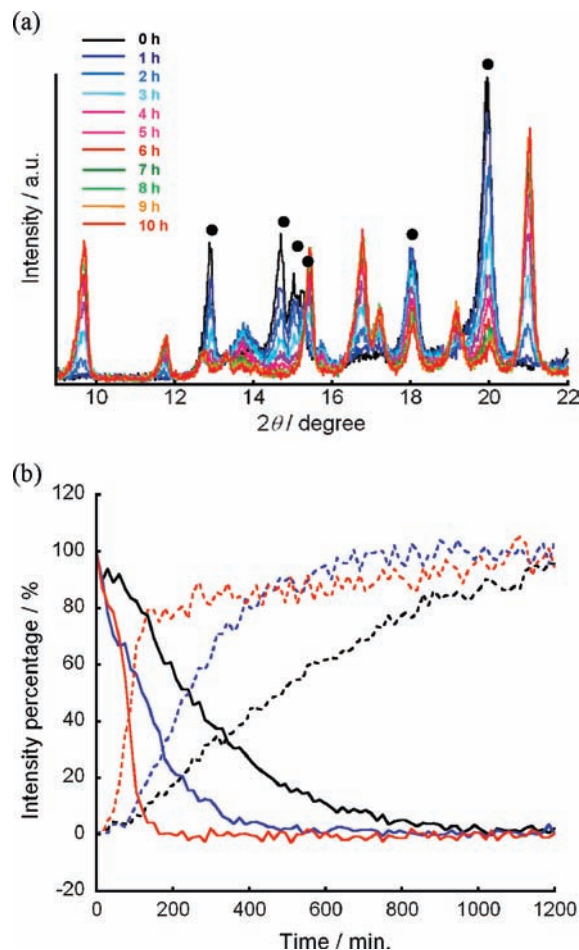 (a)
Intensity / a.u.
0 h
1 h
2 h
3 h
4 h
5 h
6 h
7 h
8 h
9 h
10 h
10 12 14 16 18 20 22
2θ / degree
(b)
Intensity percentage / %
120
100
80
60
40
20
0
-20
0 200 400 600 800 1000 1200
Time / min.